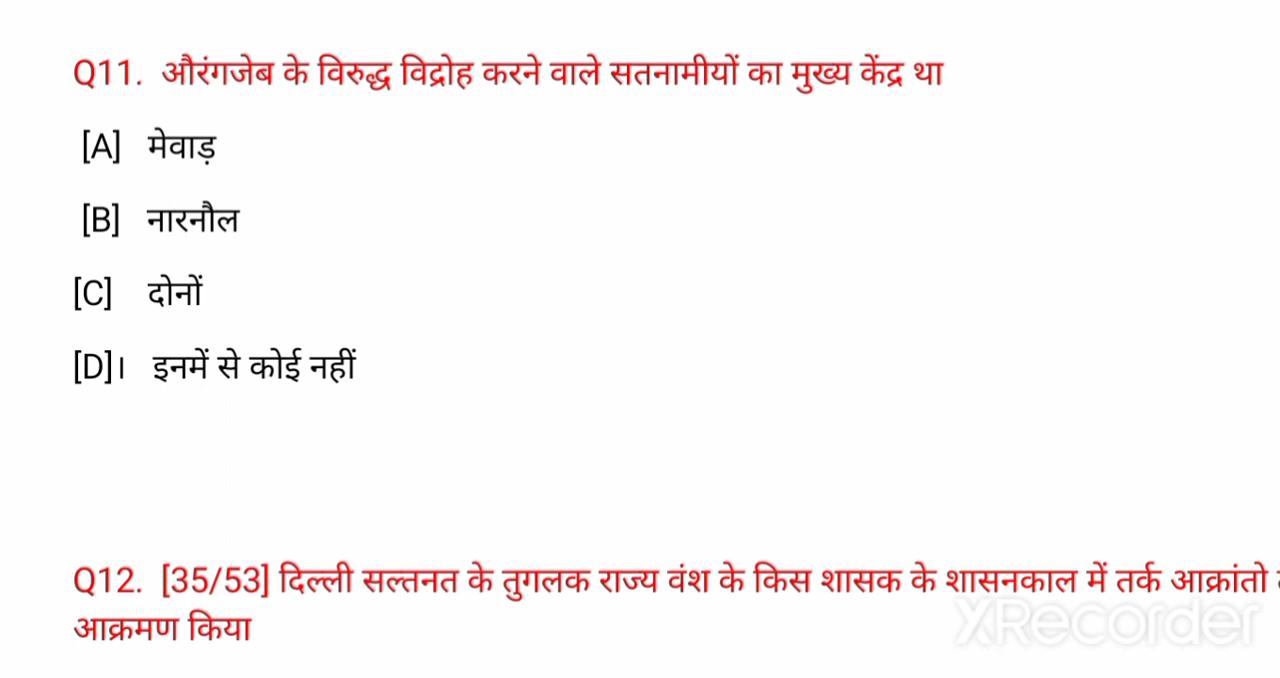 Q11. औरंगजेब के विरुद्ध विद्रोह करने वाले सतनामीयों का मुख्य केंद्र था
[A] मेवाड़
[B] नारनौल
[C] दोनों
[D]। इनमें से कोई नहीं
Q12. [35/53] दिल्ली सल्तनत के तुगलक राज्य वंश के किस शासक के शासनकाल में तर्क आक्रांतो
आक्रमण किया
XRecorder